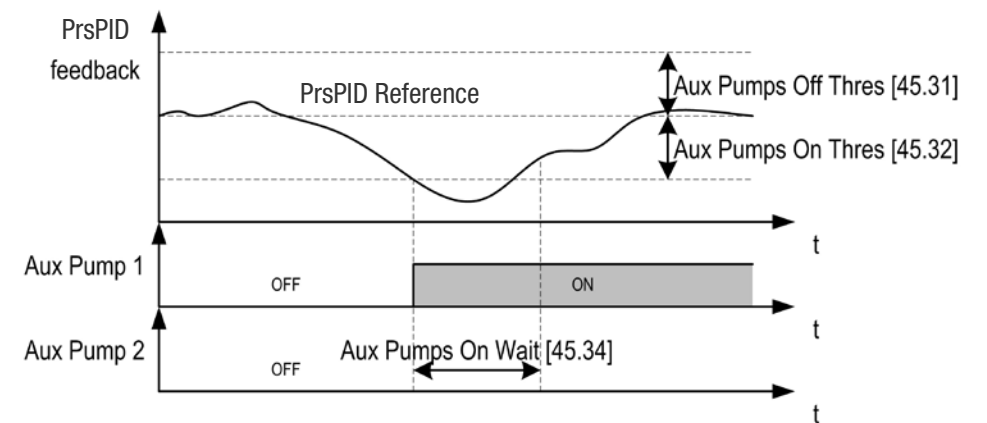 PrsPID
feedback
PrsPID Reference
Aux Pumps Off Thres [45.31]
Aux Pumps On Thres [45.32]
t
Aux Pump 1
OFF
ON
t
Aux Pump 2
OFF
Aux Pumps On Wait [45.34]
t